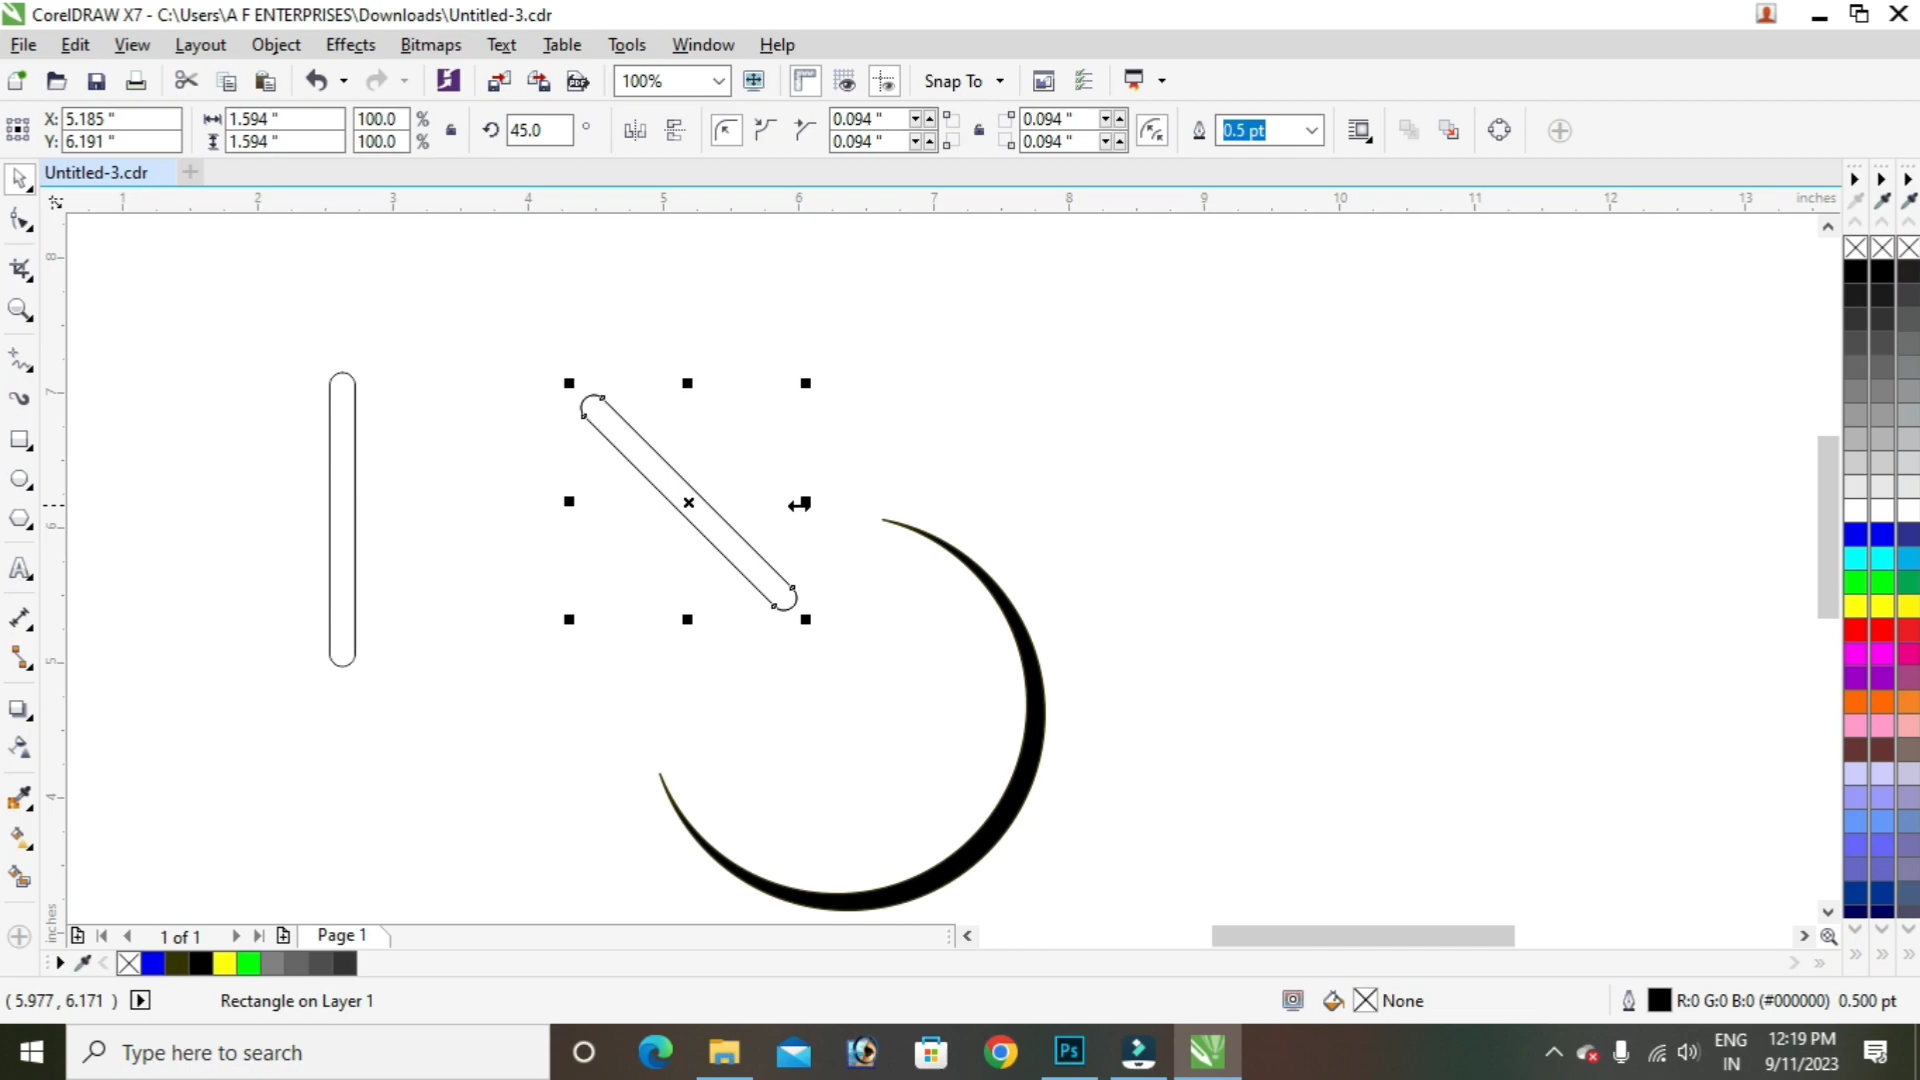 CorelDRAW X7 - C:\Users\A F ENTERPRISES\Downloads\Untitled-3.cdr
File Edit View Layout Object Effects Bitmaps Text Table Tools Window Help
100% Snap To
X: 5.185 " 1.594 " 100.0 % 45.0 ° 0.094 " 0.094 " 0.5 pt
Y: 6.191 " 1.594 " 100.0 % 0.094 " 0.094 "
Untitled-3.cdr
1 2 3 4 5 6 7 8 9 10 11 12 13 inches
8
7
6
5
4
inches
1 of 1 Page 1
( 5.977 , 6.171 ) Rectangle on Layer 1 None R:0 G:0 B:0 (#000000) 0.500 pt
Type here to search Ps ENG 12:19 PM
IN 9/11/2023